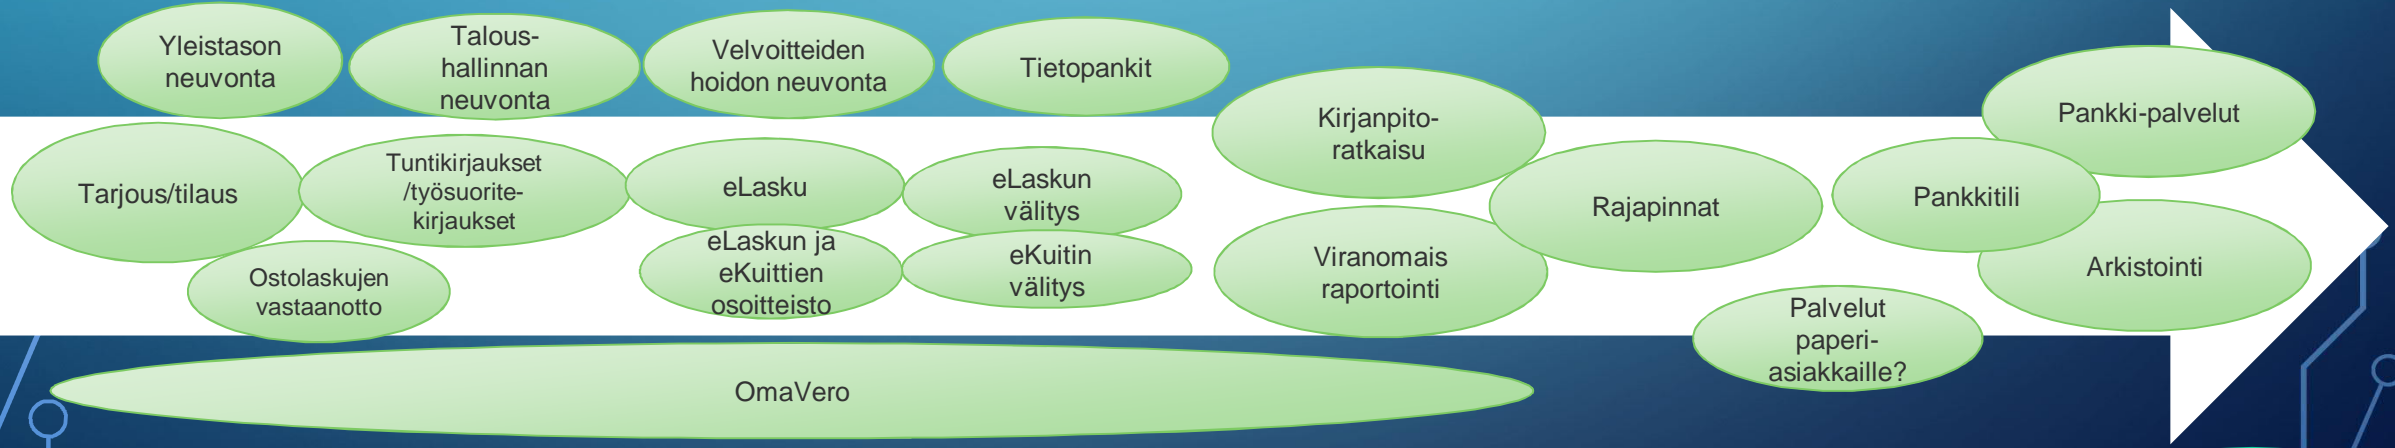 Yleistason
neuvonta
Talous-
hallinnan
neuvonta
Velvoitteiden
hoidon neuvonta
Tietopankit
Kirjanpito-
ratkaisu
Pankki-palvelut
Tarjous/tilaus
Tuntikirjaukset
/työsuorite-
kirjaukset
eLasku
eLaskun
välitys
Rajapinnat
Pankkitili
Ostolaskujen
vastaanotto
eLaskun ja
eKuittien
osoitteisto
eKuitin
välitys
Viranomais
raportointi
Arkistointi
Palvelut
paperi-
asiakkaille?
OmaVero